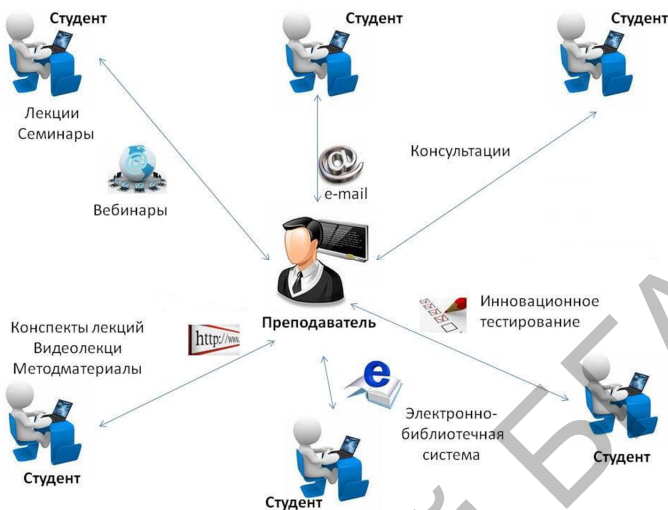 Студент
Студент
Студент
Лекции
Семинары
Консультации
@
e-mail
Вебинары
Инновационное
тестирование
Преподаватель
Конспекты лекций
Видеолекци
Методматериалы
http://www.
e
Электронно-
библиотечная
система
Студент
Студент
Студент